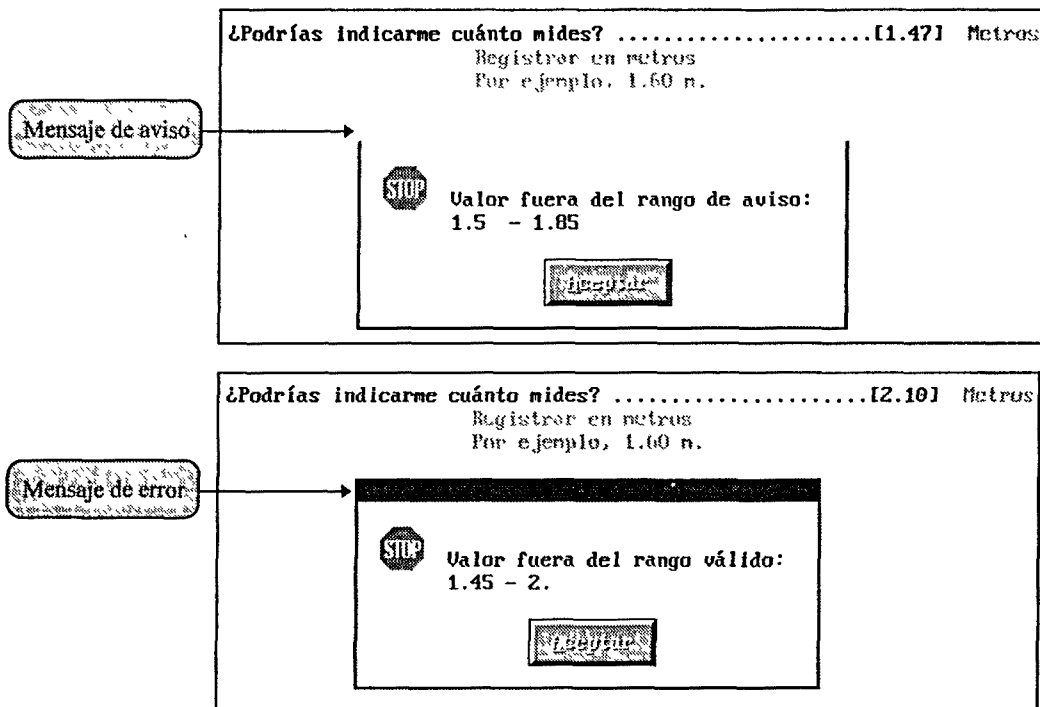 ¿Podrías indicarme cuánto mides? ......................[1.47] Metros
Registrar en metros
Por ejemplo, 1.60 m.
Mensaje de aviso
STOP
Valor fuera del rango de aviso:
1.5 - 1.85
Aceptar
¿Podrías indicarme cuánto mides? ......................[2.10] Metros
Registrar en metros
Por ejemplo, 1.60 m.
Mensaje de error
STOP
Valor fuera del rango válido:
1.45 - 2.
Aceptar